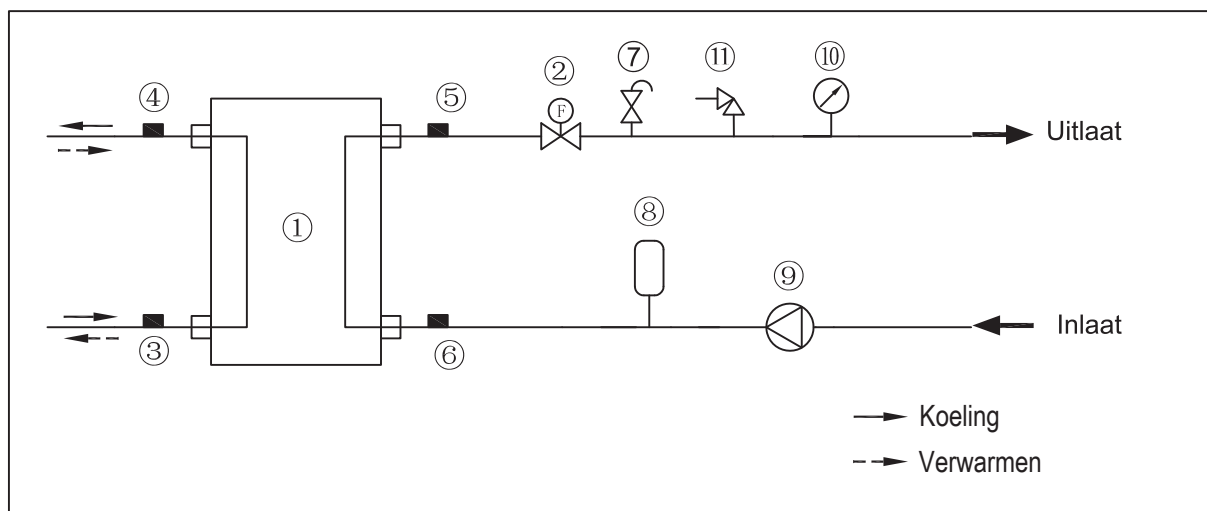 ② ⑦ ⑪ ⑩
④ ⑤
F
Uitlaat
① ⑧
⑨
Inlaat
③ ⑥
Koeling
Verwarmen